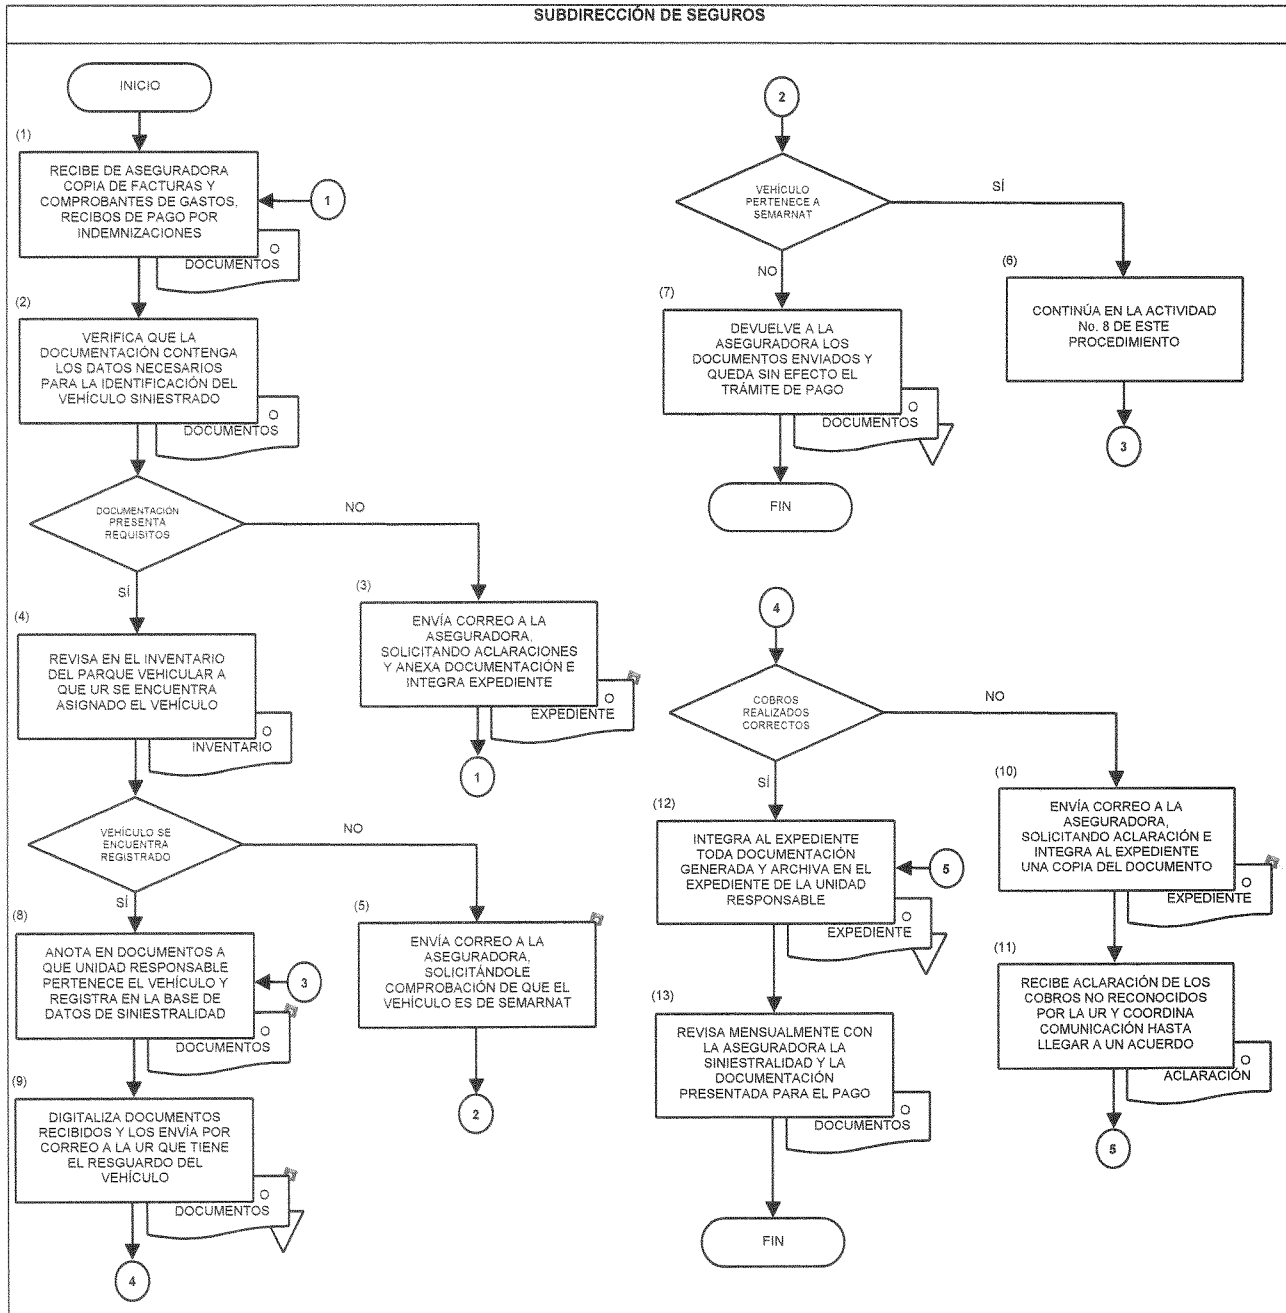 SUBDIRECCIÓN DE SEGUROS
INICIO
(1)
RECIBE DE ASEGURADORA
COPIA DE FACTURAS Y
COMPROBANTES DE GASTOS,
RECIBOS DE PAGO POR
INDEMNIZACIONES
1
O
DOCUMENTOS
(2)
VERIFICA QUE LA
DOCUMENTACIÓN CONTENGA
LOS DATOS NECESARIOS
PARA LA IDENTIFICACIÓN DEL
VEHÍCULO SINIESTRADO
O
DOCUMENTOS
DOCUMENTACIÓN
PRESENTA
REQUISITOS
NO
SÍ
(3)
ENVÍA CORREO A LA
ASEGURADORA,
SOLICITANDO ACLARACIONES
Y ANEXA DOCUMENTACIÓN E
INTEGRA EXPEDIENTE
O
EXPEDIENTE
1
(4)
REVISA EN EL INVENTARIO
DEL PARQUE VEHICULAR A
QUE UR SE ENCUENTRA
ASIGNADO EL VEHÍCULO
O
INVENTARIO
VEHÍCULO SE
ENCUENTRA
REGISTRADO
NO
SÍ
(5)
ENVÍA CORREO A LA
ASEGURADORA,
SOLICITÁNDOLE
COMPROBACIÓN DE QUE EL
VEHÍCULO ES DE SEMARNAT
2
(8)
ANOTA EN DOCUMENTOS A
QUE UNIDAD RESPONSABLE
PERTENECE EL VEHÍCULO Y
REGISTRA EN LA BASE DE
DATOS DE SINIESTRALIDAD
3
O
DOCUMENTOS
(9)
DIGITALIZA DOCUMENTOS
RECIBIDOS Y LOS ENVÍA POR
CORREO A LA UR QUE TIENE
EL RESGUARDO DEL
VEHÍCULO
O
DOCUMENTOS
4
2
VEHÍCULO
PERTENECE A
SEMARNAT
SÍ
NO
(6)
CONTINÚA EN LA ACTIVIDAD
No. 8 DE ESTE
PROCEDIMIENTO
3
(7)
DEVUELVE A LA
ASEGURADORA LOS
DOCUMENTOS ENVIADOS Y
QUEDA SIN EFECTO EL
TRÁMITE DE PAGO
O
DOCUMENTOS
FIN
4
COBROS
REALIZADOS
CORRECTOS
NO
SÍ
(10)
ENVÍA CORREO A LA
ASEGURADORA,
SOLICITANDO ACLARACIÓN E
INTEGRA AL EXPEDIENTE
UNA COPIA DEL DOCUMENTO
O
EXPEDIENTE
(11)
RECIBE ACLARACIÓN DE LOS
COBROS NO RECONOCIDOS
POR LA UR Y COORDINA
COMUNICACIÓN HASTA
LLEGAR A UN ACUERDO
O
ACLARACIÓN
5
(12)
INTEGRA AL EXPEDIENTE
TODA DOCUMENTACIÓN
GENERADA Y ARCHIVA EN EL
EXPEDIENTE DE LA UNIDAD
RESPONSABLE
5
O
EXPEDIENTE
(13)
REVISA MENSUALMENTE CON
LA ASEGURADORA LA
SINIESTRALIDAD Y LA
DOCUMENTACIÓN
PRESENTADA PARA EL PAGO
O
DOCUMENTOS
FIN